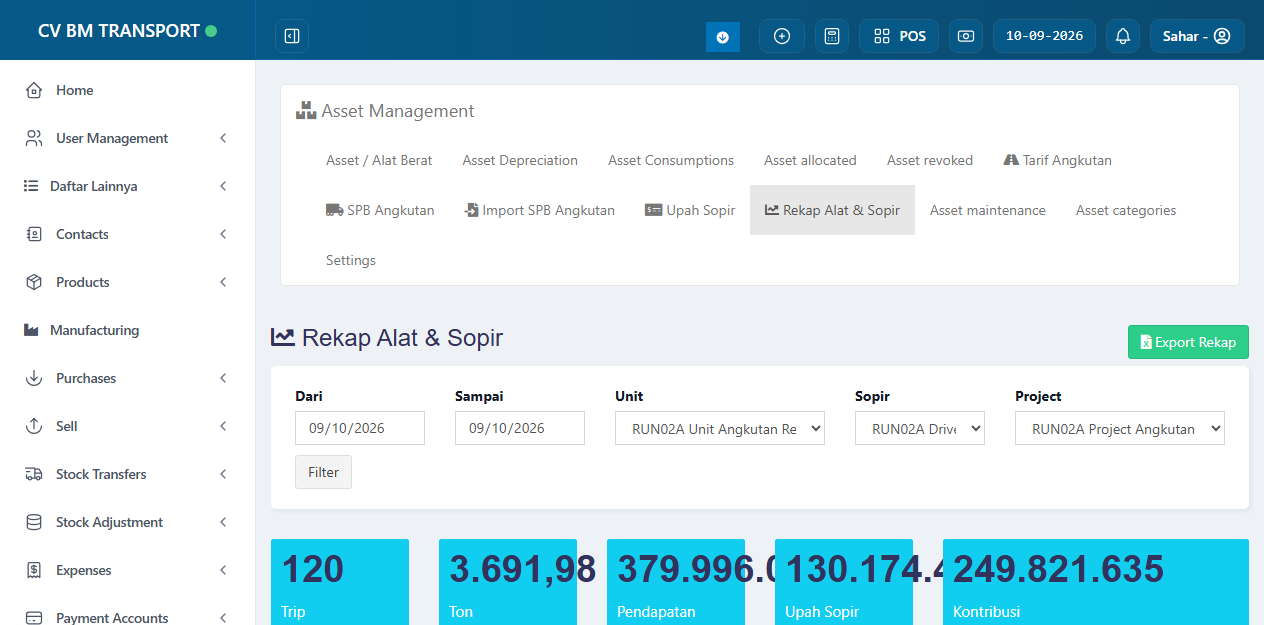 CV BM TRANSPORT
POS
10-09-2026
Sahar -
Home
User Management
Daftar Lainnya
Contacts
Products
Manufacturing
Purchases
Sell
Stock Transfers
Stock Adjustment
Expenses
Payment Accounts
Asset Management
Asset / Alat Berat
Asset Depreciation
Asset Consumptions
Asset allocated
Asset revoked
Tarif Angkutan
SPB Angkutan
Import SPB Angkutan
Upah Sopir
Rekap Alat & Sopir
Asset maintenance
Asset categories
Settings
Rekap Alat & Sopir
Export Rekap
Dari
Sampai
Unit
Sopir
Project
09/10/2026
09/10/2026
RUN02A Unit Angkutan Re
RUN02A Drive
RUN02A Project Angkutan
Filter
120
Trip
3.691,98
Ton
379.996.0
Pendapatan
130.174.4
Upah Sopir
249.821.635
Kontribusi